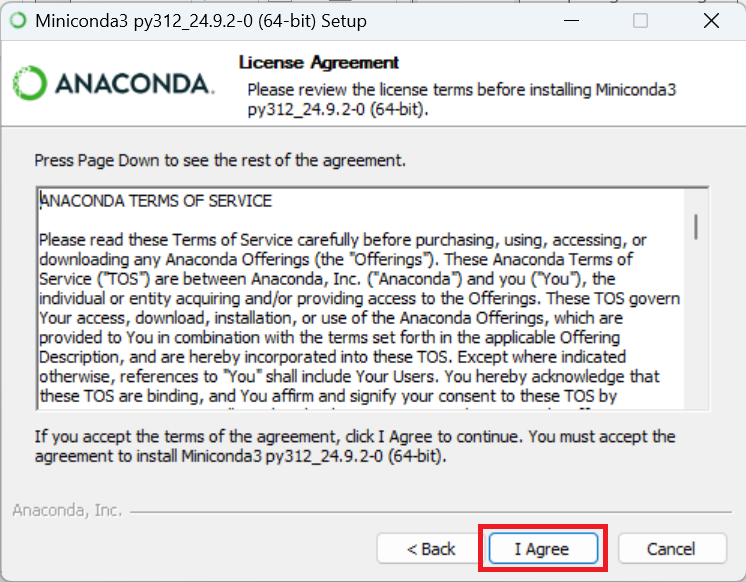 Miniconda3 py312_24.9.2-0 (64-bit) Setup
ANACONDA.
License Agreement
Please review the license terms before installing Miniconda3
py312_24.9.2-0 (64-bit).
Press Page Down to see the rest of the agreement.
ANACONDA TERMS OF SERVICE
Please read these Terms of Service carefully before purchasing, using, accessing, or
downloading any Anaconda Offerings (the "Offerings"). These Anaconda Terms of
Service ("TOS") are between Anaconda, Inc. ("Anaconda") and you ("You"), the
individual or entity acquiring and/or providing access to the Offerings. These TOS govern
Your access, download, installation, or use of the Anaconda Offerings, which are
provided to You in combination with the terms set forth in the applicable Offering
Description, and are hereby incorporated into these TOS. Except where indicated
otherwise, references to "You" shall include Your Users. You hereby acknowledge that
these TOS are binding, and You affirm and signify your consent to these TOS by
If you accept the terms of the agreement, click I Agree to continue. You must accept the
agreement to install Miniconda3 py312_24.9.2-0 (64-bit).
Anaconda, Inc.
< Back
I Agree
Cancel